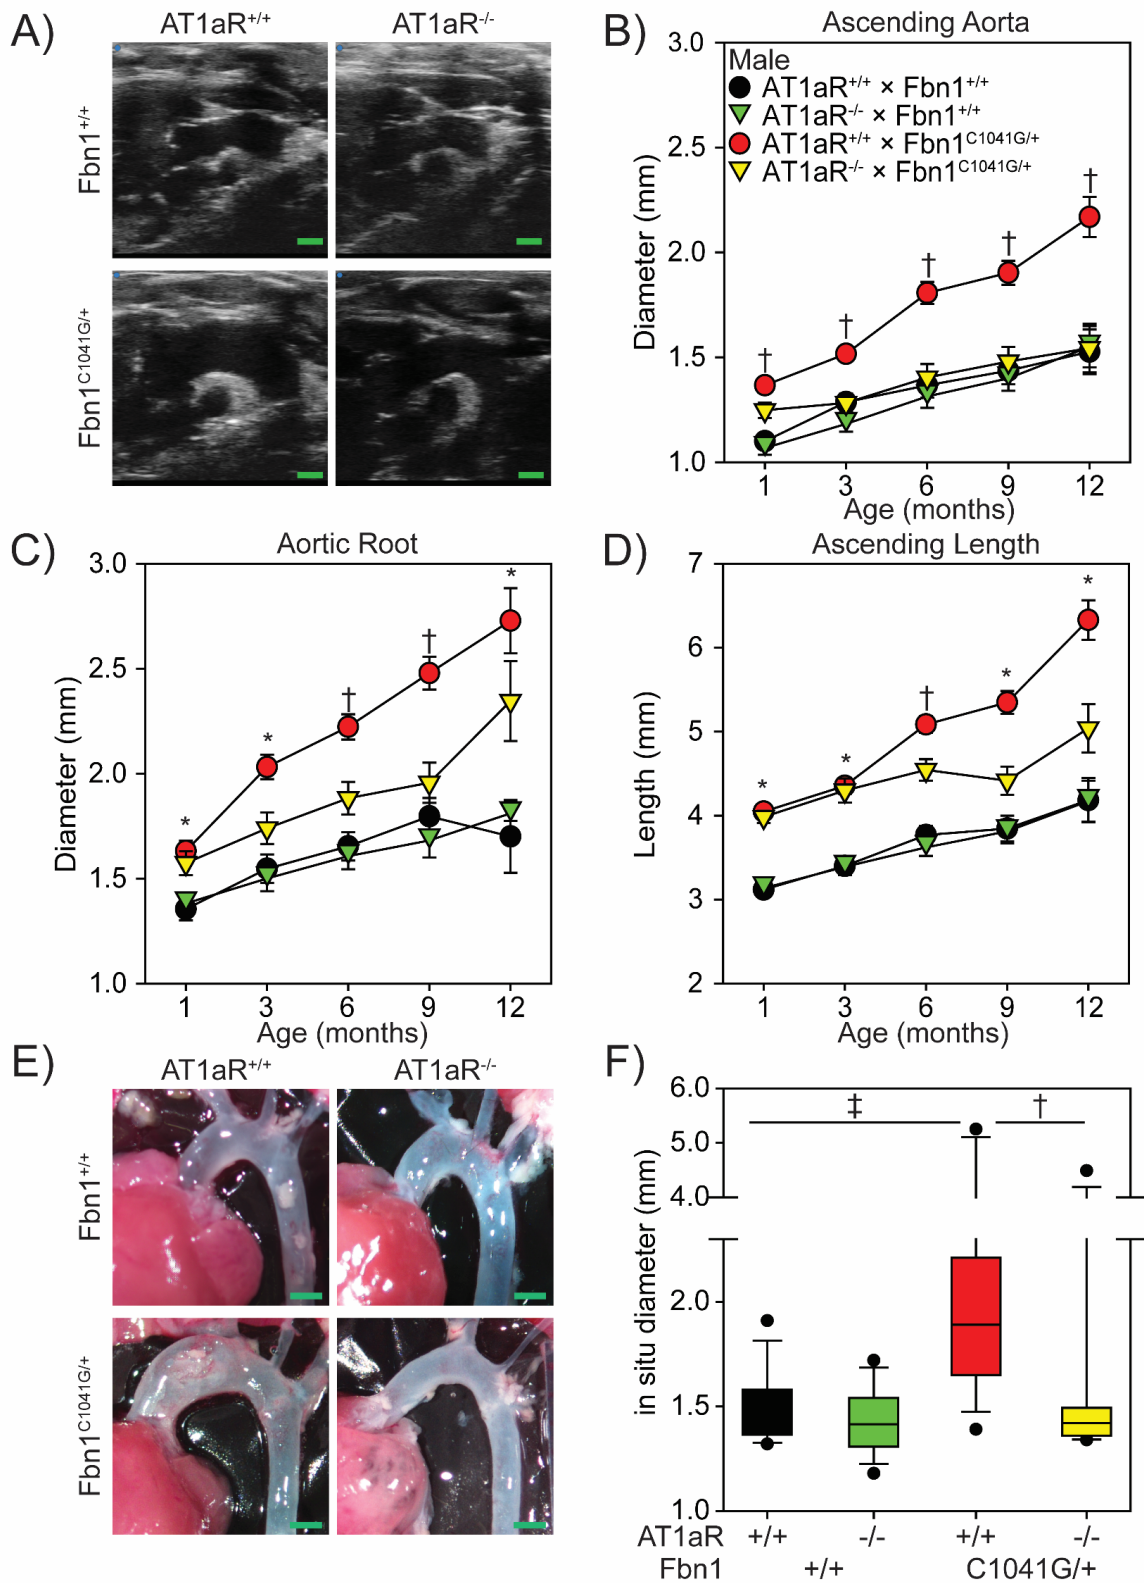 A)
AT1aR+/+
AT1aR-/-
Fbn1+/+
Fbn1C1041G/+
B)
Ascending Aorta
Male
AT1aR+/+ × Fbn1+/+
AT1aR-/- × Fbn1+/+
AT1aR+/+ × Fbn1C1041G/+
AT1aR-/- × Fbn1C1041G/+
Diameter (mm)
3.0
2.5
2.0
1.5
1.0
† † † † †
1 3 6 9 12
Age (months)
C)
Aortic Root
Diameter (mm)
3.0
2.5
2.0
1.5
1.0
* * † † *
1 3 6 9 12
Age (months)
D)
Ascending Length
Length (mm)
7
6
5
4
3
2
* * † * *
1 3 6 9 12
Age (months)
E)
AT1aR+/+
AT1aR-/-
Fbn1+/+
Fbn1C1041G/+
F)
in situ diameter (mm)
6.0
5.0
4.0
2.0
1.5
1.0
‡ †
AT1aR +/+ -/- +/+ -/-
Fbn1 +/+ C1041G/+